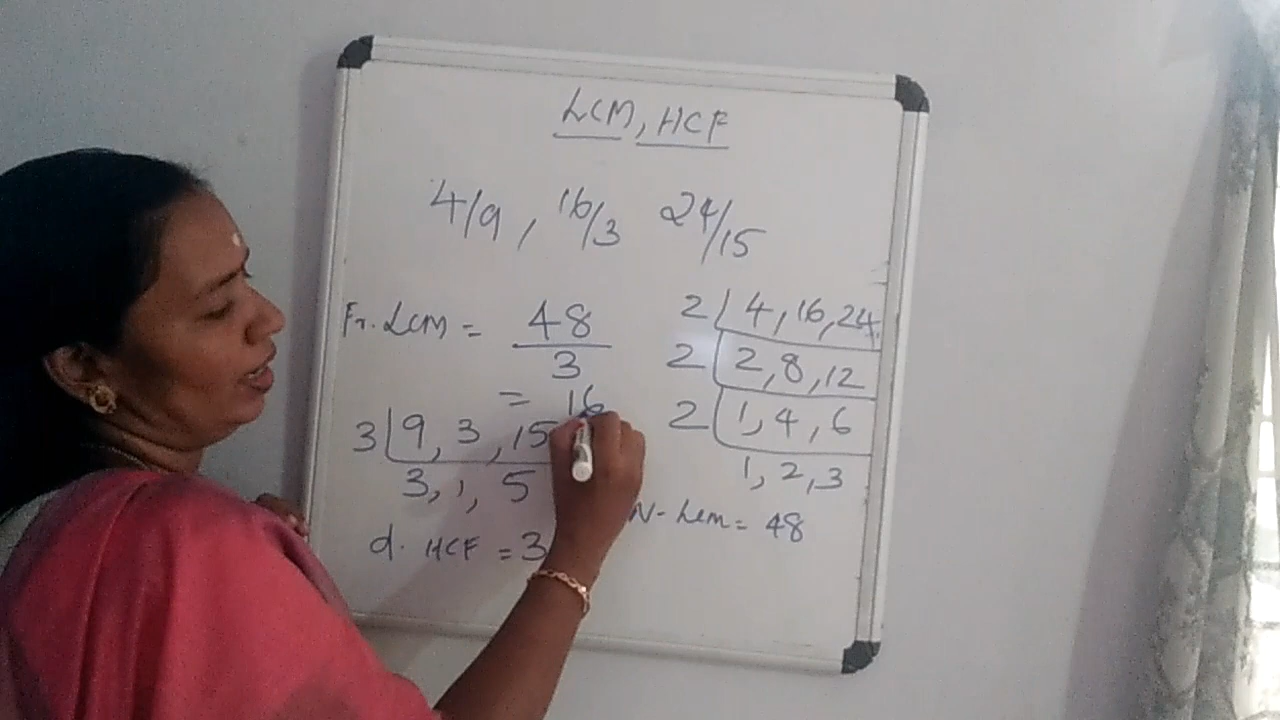 LCM, HCF
4/9, 16/3 24/15
Fr. LCM = 48
3
= 16
3 9, 3, 15
3, 1, 5
d. HCF = 3
2 4, 16, 24,
2 2, 8, 12
2 1, 4, 6
1, 2, 3
N- Lcm = 48